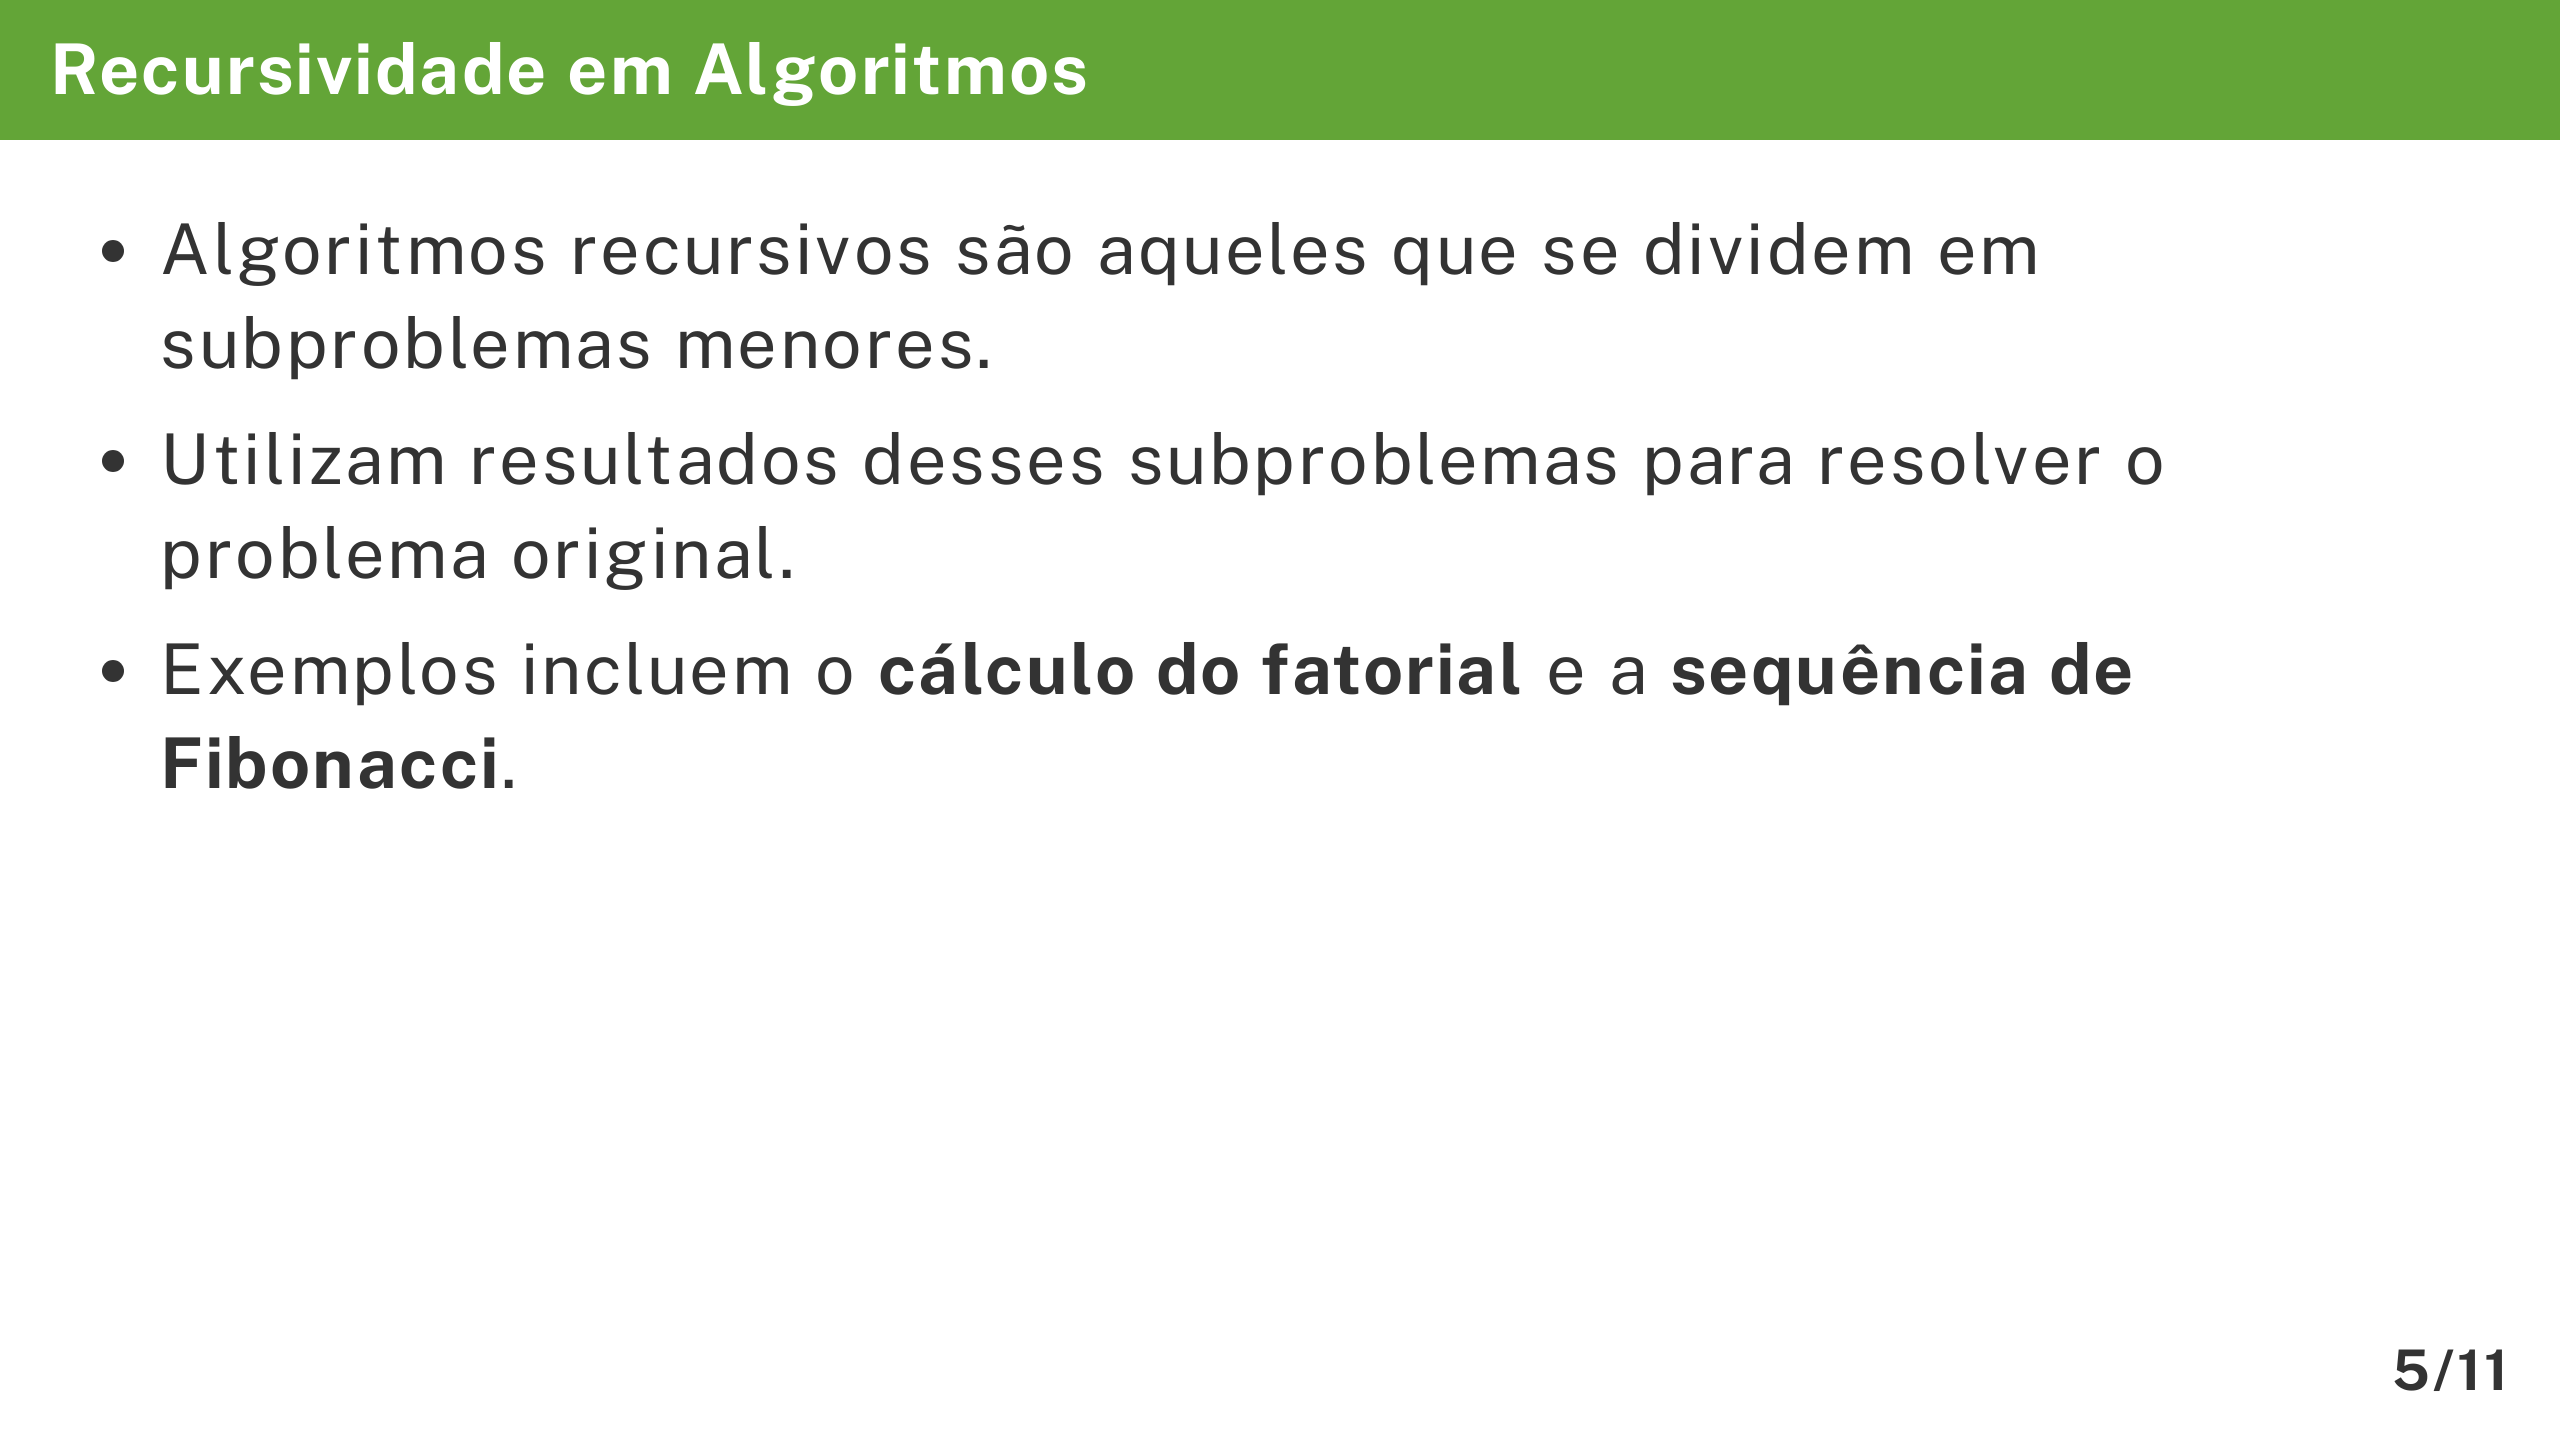 Recursividade em Algoritmos
• Algoritmos recursivos são aqueles que se dividem em
subproblemas menores.
• Utilizam resultados desses subproblemas para resolver o
problema original.
• Exemplos incluem o cálculo do fatorial e a sequência de
Fibonacci.
5/11